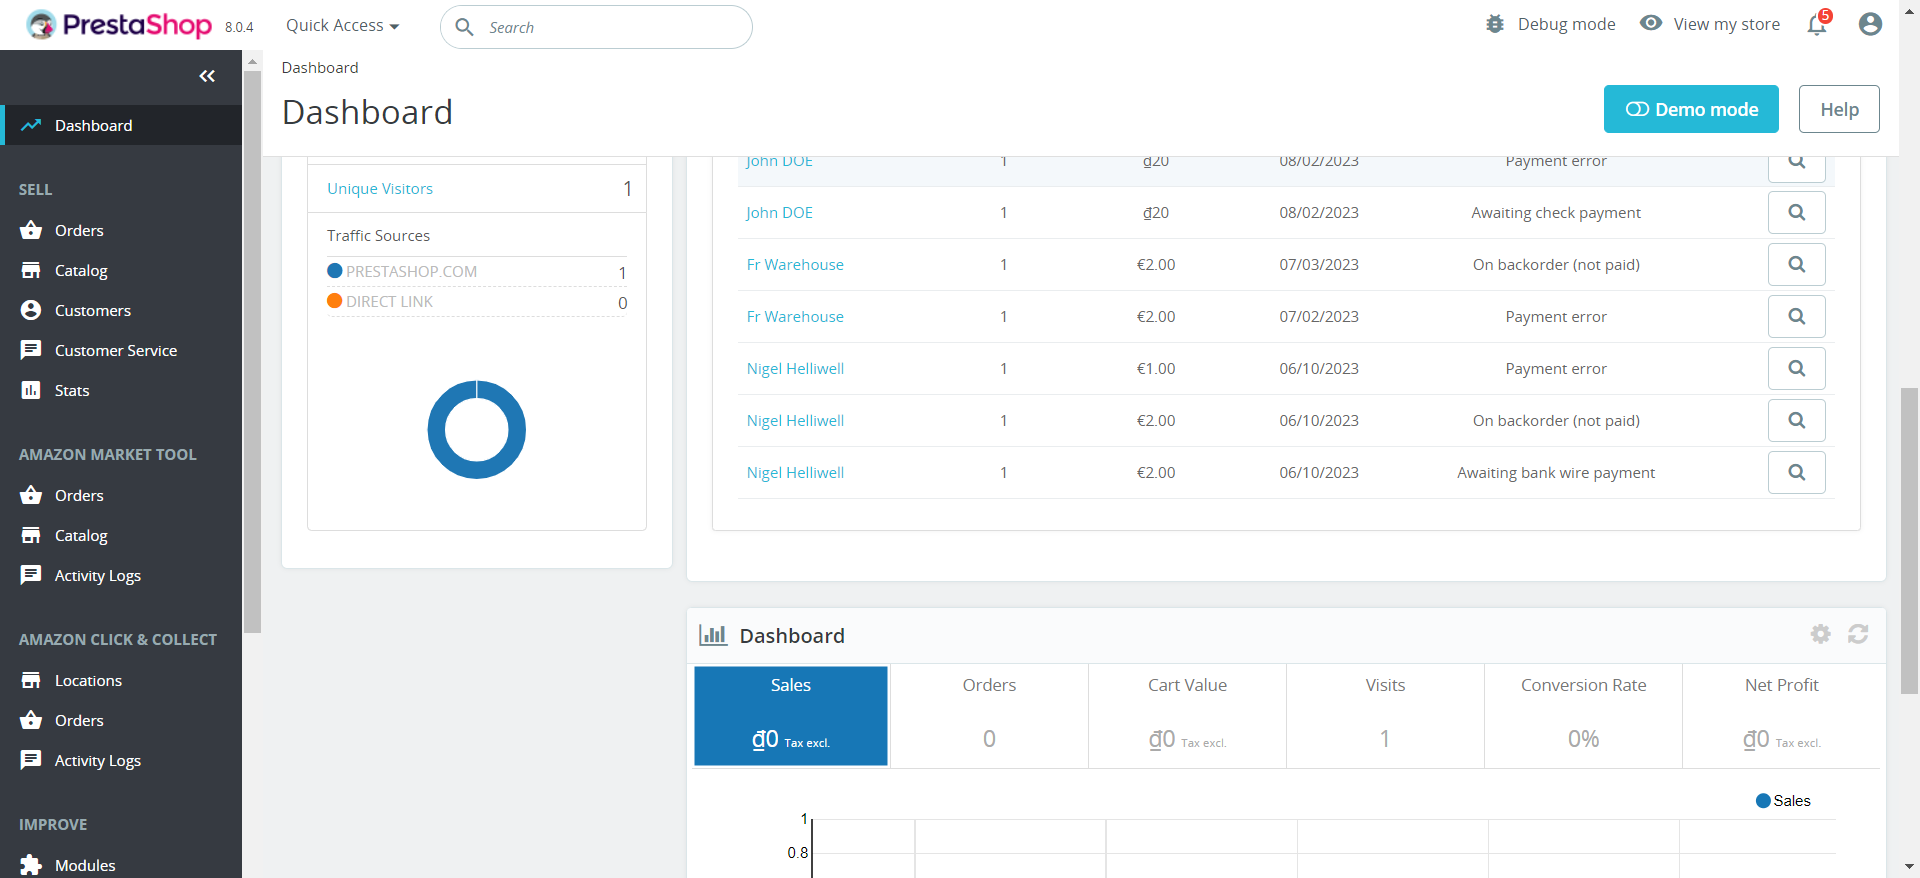 PrestaShop 8.0.4
Quick Access
Search
Debug mode
View my store
5
Dashboard
Dashboard
Demo mode
Help
Dashboard
SELL
Orders
Catalog
Customers
Customer Service
Stats
AMAZON MARKET TOOL
Orders
Catalog
Activity Logs
AMAZON CLICK & COLLECT
Locations
Orders
Activity Logs
IMPROVE
Modules
Unique Visitors 1
Traffic Sources
PRESTASHOP.COM 1
DIRECT LINK 0
John DOE 1 ₫20 08/02/2023 Payment error
John DOE 1 ₫20 08/02/2023 Awaiting check payment
Fr Warehouse 1 €2.00 07/03/2023 On backorder (not paid)
Fr Warehouse 1 €2.00 07/02/2023 Payment error
Nigel Helliwell 1 €1.00 06/10/2023 Payment error
Nigel Helliwell 1 €2.00 06/10/2023 On backorder (not paid)
Nigel Helliwell 1 €2.00 06/10/2023 Awaiting bank wire payment
Dashboard
Sales Orders Cart Value Visits Conversion Rate Net Profit
₫0 Tax excl. 0 ₫0 Tax excl. 1 0% ₫0 Tax excl.
Sales
1
0.8